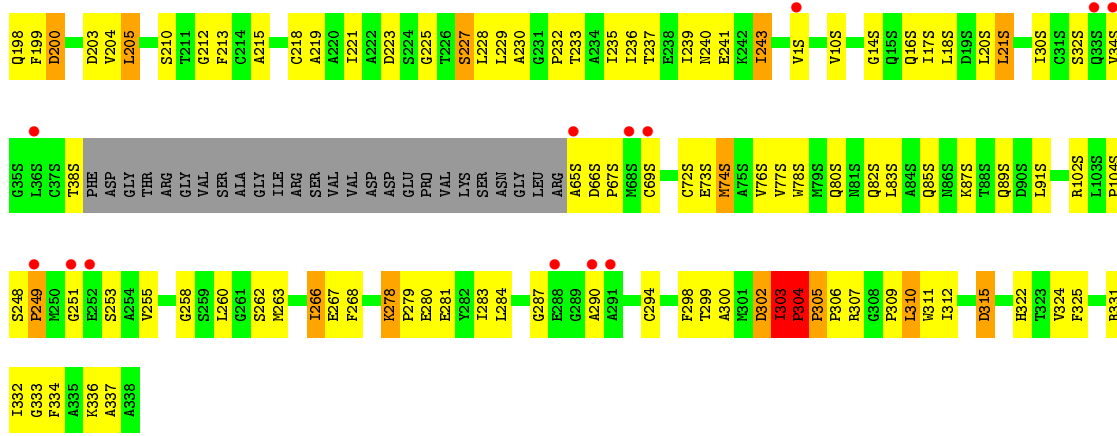 Q198 F199 D200 D203 V204 L205 S210 T211 G212 F213 C214 A215 C218 A219 A220 I221 A222 D223 S224 G225 T226 S227 L228 L229 A230 G231 P232 T233 A234 I235 I236 T237 E238 I239 N240 E241 K242 I243 V1S V10S G14S Q15S Q16S I17S L18S D19S L20S L21S I30S C31S S32S Q33S V34S
G35S L36S C37S T38S PHE ASP GLY THR ARG GLY VAL SER ALA GLY ILE ARG SER VAL VAL ASP ASP GLU PRO VAL LYS SER ASN GLY LEU ARG A65S D66S P67S M68S C69S C72S E73S M74S A75S V76S V77S W78S M79S Q80S N81S Q82S L83S A84S Q85S N86S K87S T88S Q89S D90S L91S R102S L103S P104S
S248 P249 M250 G251 E252 S253 A254 V255 G258 S259 L260 G261 S262 M263 I266 E267 F268 K278 P279 E280 E281 Y282 I283 L284 G287 E288 G289 A290 A291 C294 F298 T299 A300 M301 D302 I303 P304 P305 P306 R307 G308 P309 L310 W311 I312 D315 H322 T323 V324 F325 R331
I332 G333 F334 A335 K336 A337 A338